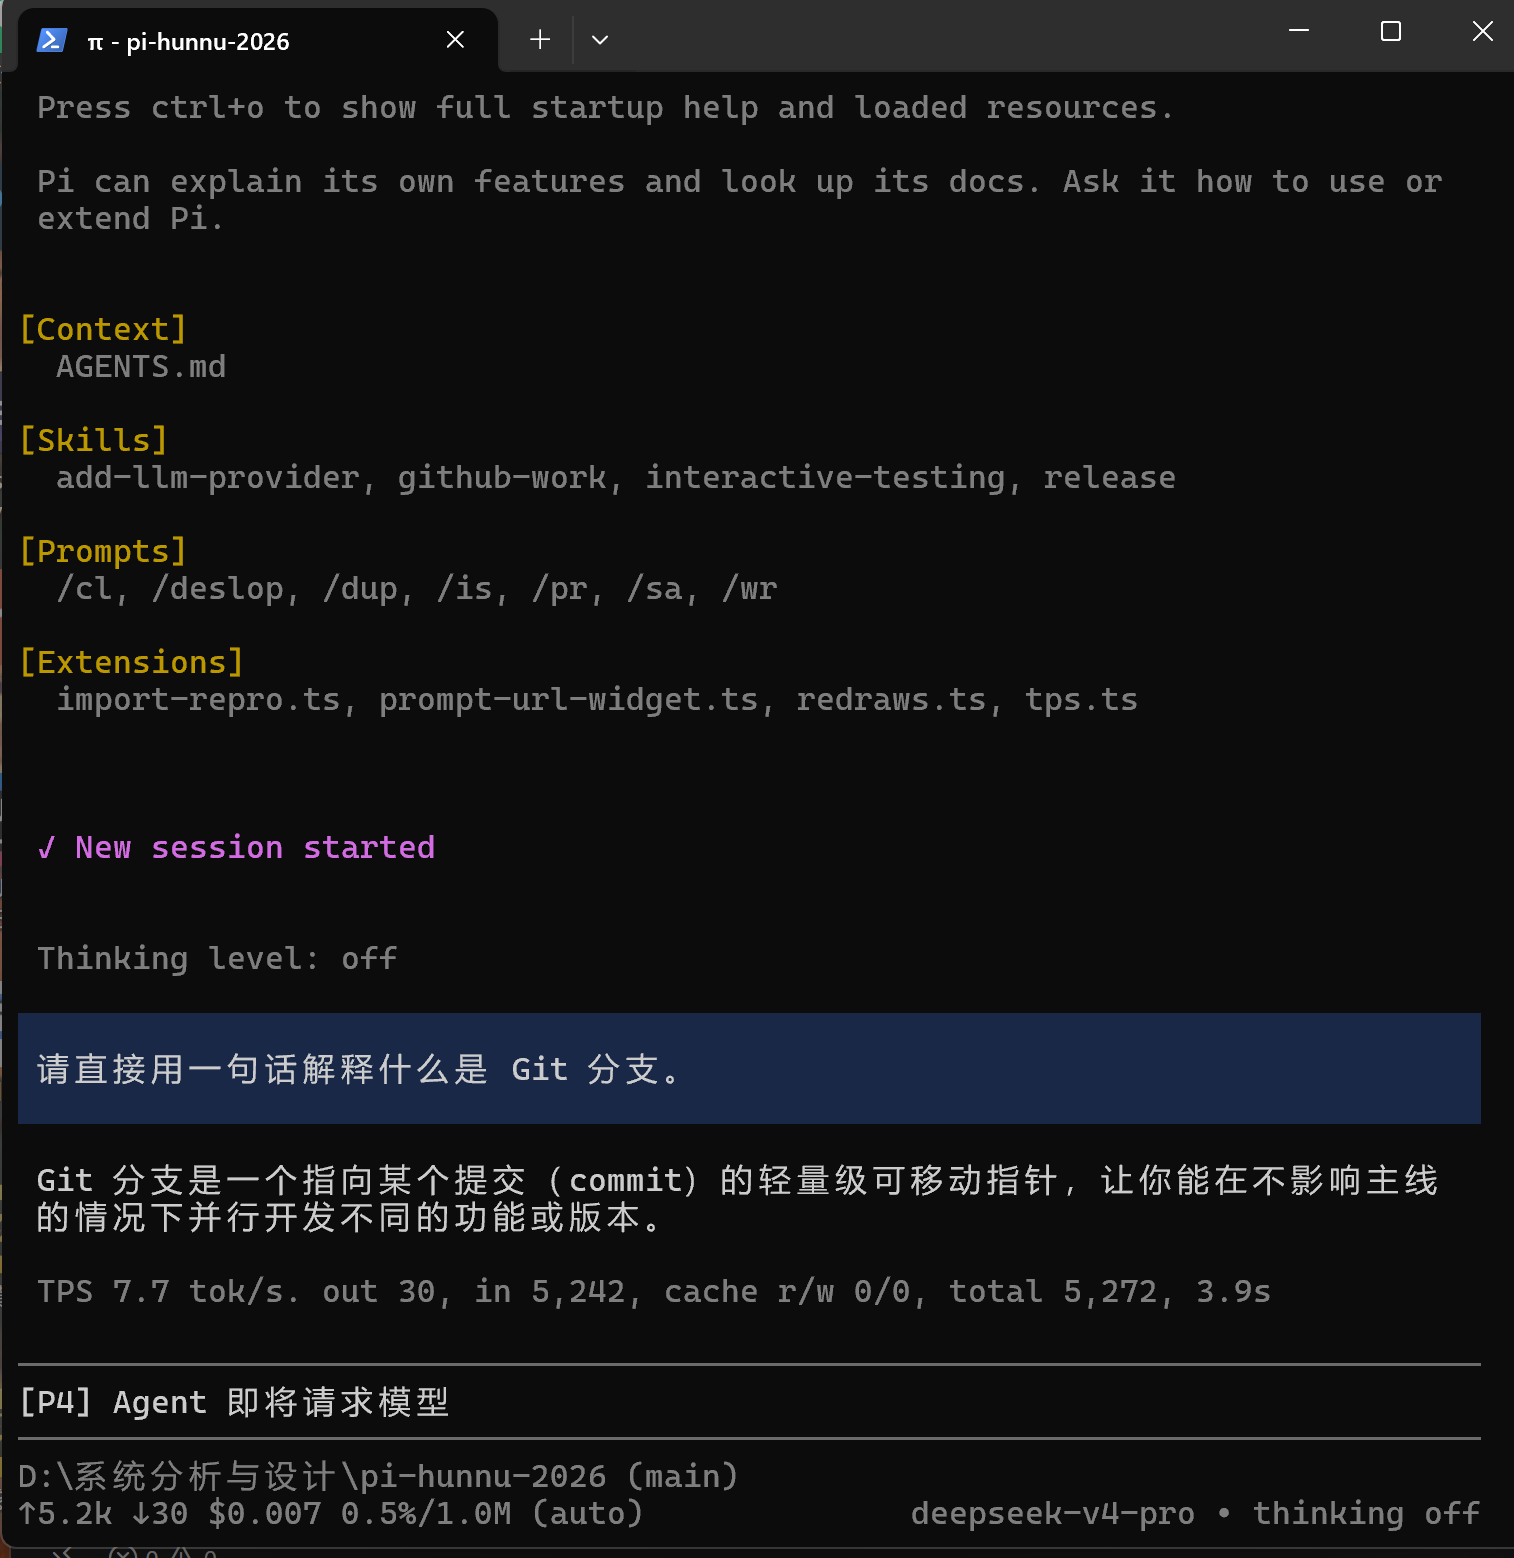 π - pi-hunnu-2026
Press ctrl+o to show full startup help and loaded resources.
Pi can explain its own features and look up its docs. Ask it how to use or
extend Pi.
[Context]
AGENTS.md
[Skills]
add-llm-provider, github-work, interactive-testing, release
[Prompts]
/cl, /deslop, /dup, /is, /pr, /sa, /wr
[Extensions]
import-repro.ts, prompt-url-widget.ts, redraws.ts, tps.ts
✓ New session started
Thinking level: off
请直接用一句话解释什么是 Git 分支。
Git 分支是一个指向某个提交（commit）的轻量级可移动指针，让你能在不影响主线
的情况下并行开发不同的功能或版本。
TPS 7.7 tok/s. out 30, in 5,242, cache r/w 0/0, total 5,272, 3.9s
[P4] Agent 即将请求模型
D:\系统分析与设计\pi-hunnu-2026 (main)
↑5.2k ↓30 $0.007 0.5%/1.0M (auto) deepseek-v4-pro • thinking off